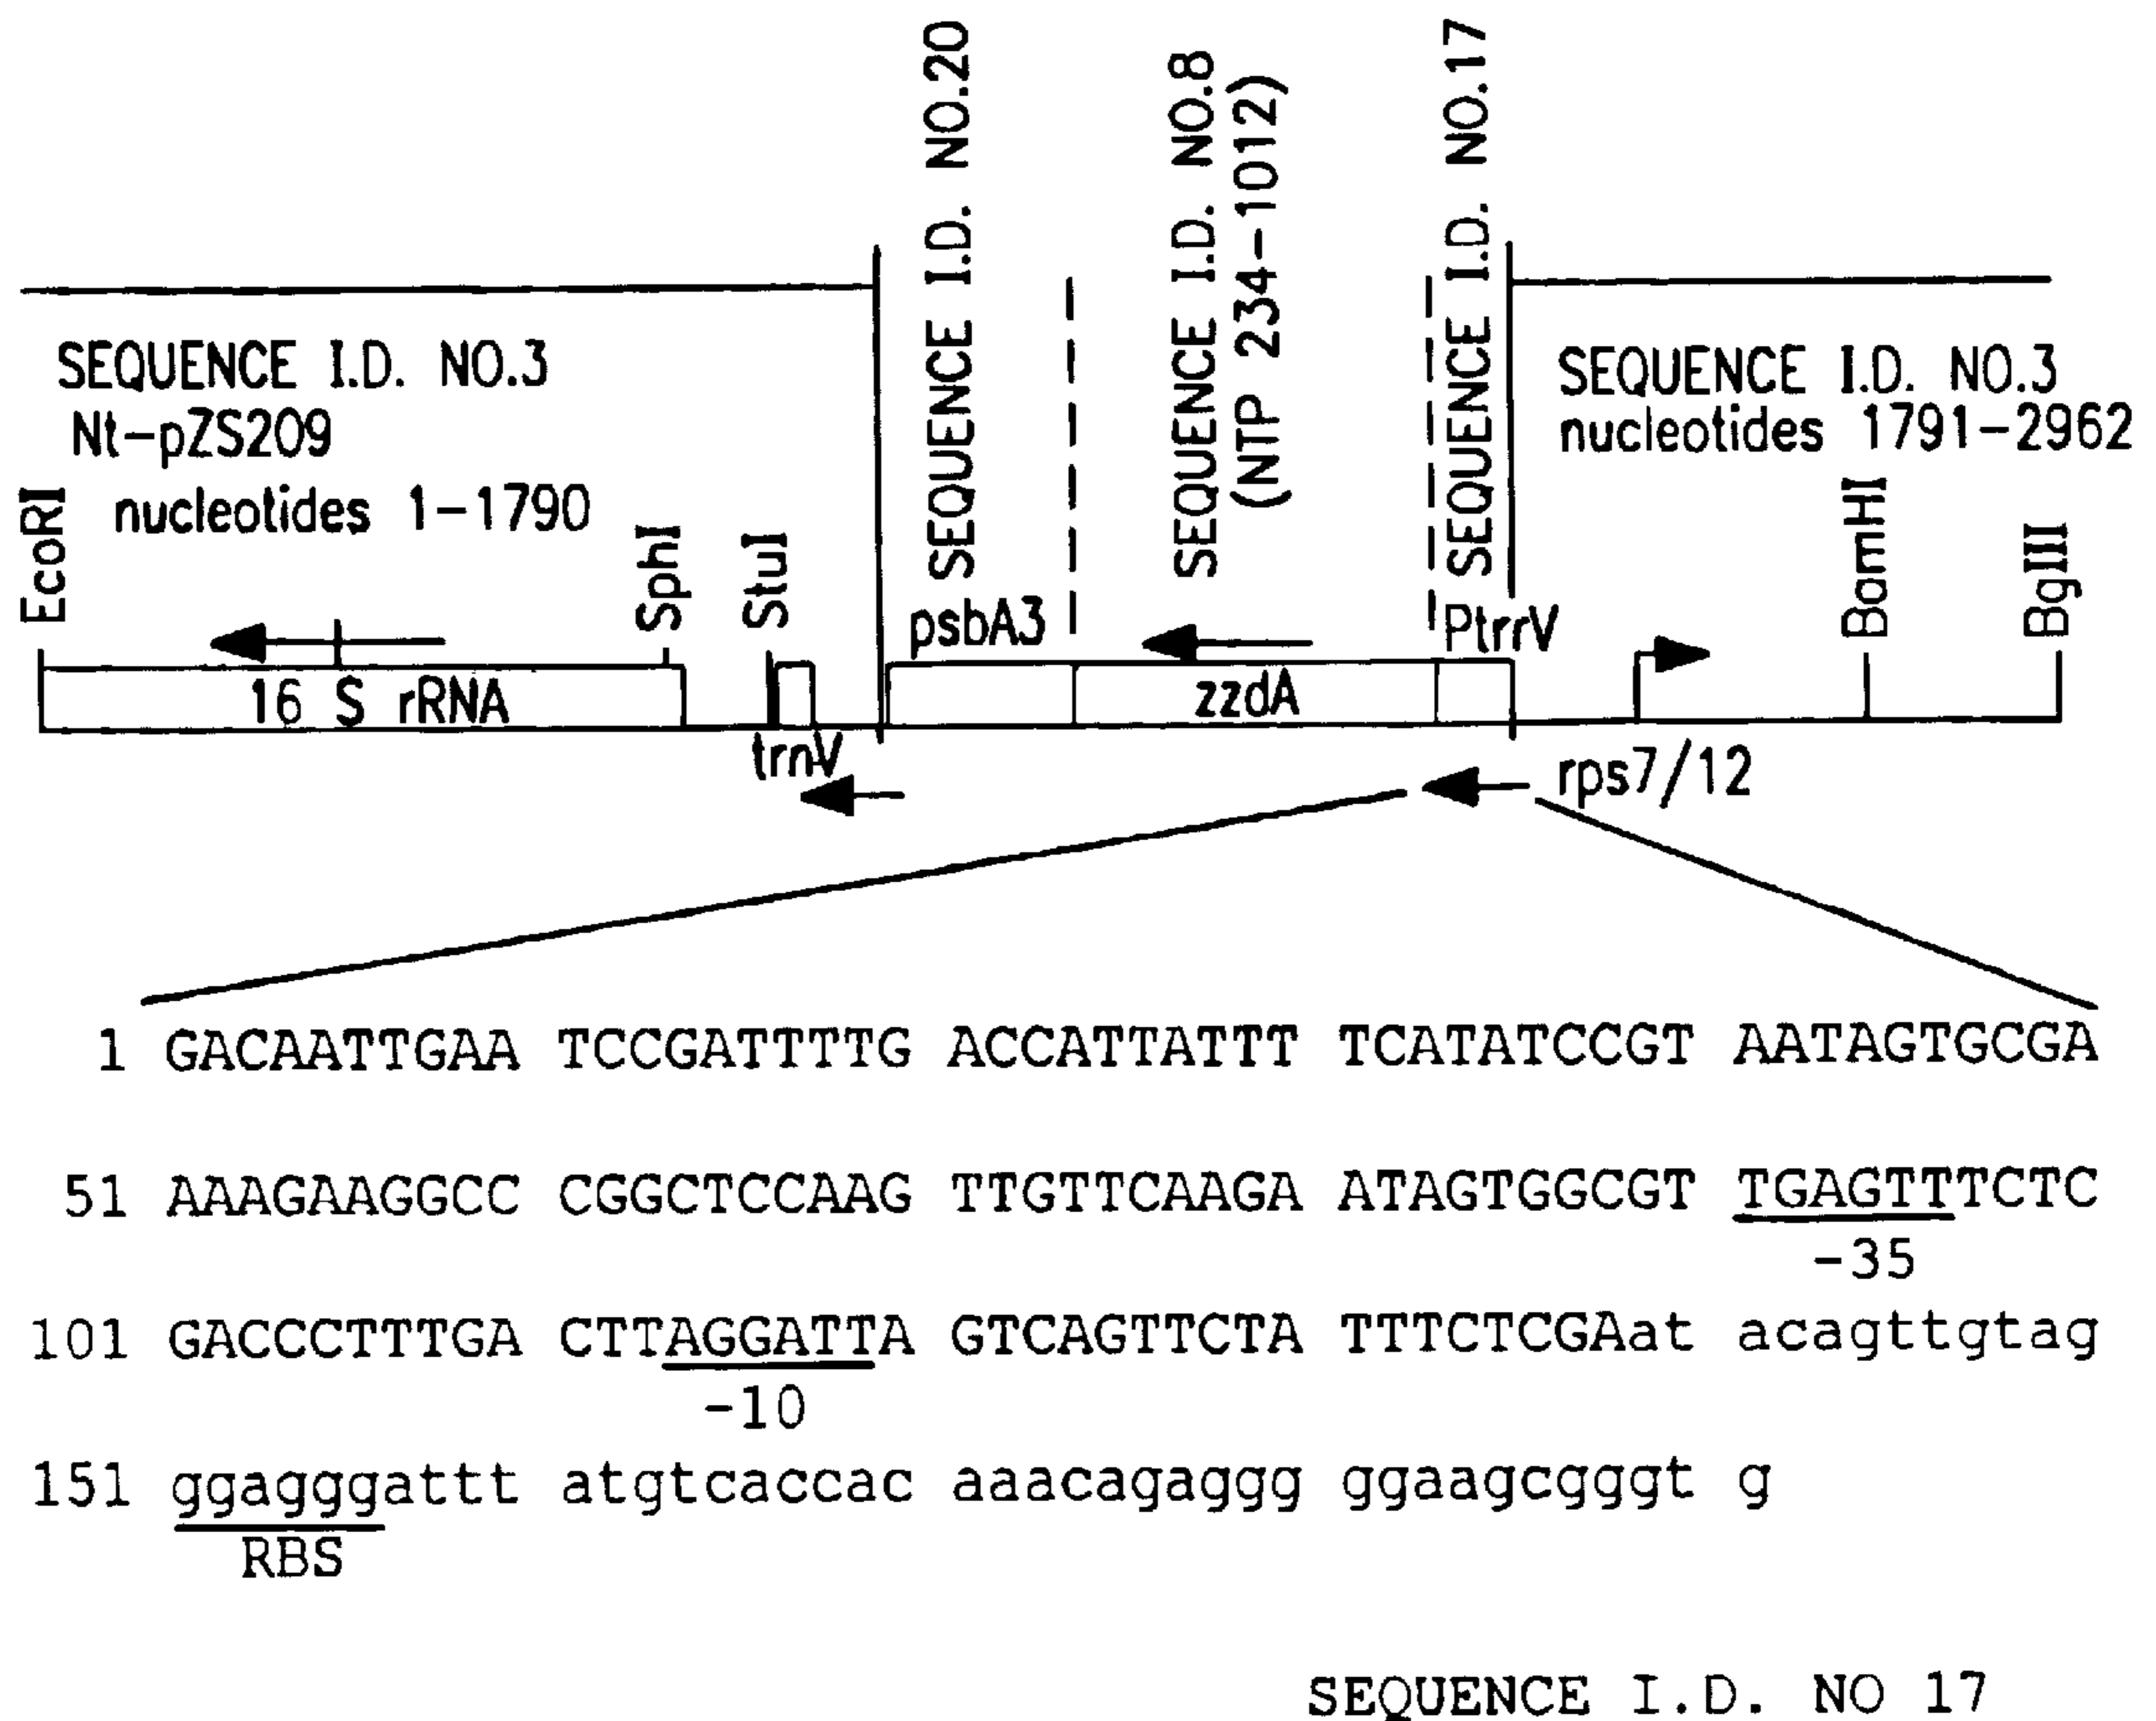 SEQUENCE I.D. NO.20
SEQUENCE I.D. NO.8
(NTP 234-1012)
SEQUENCE I.D. NO.17
SEQUENCE I.D. NO.3
Nt-pZS209
nucleotides 1-1790
SEQUENCE I.D. NO.3
nucleotides 1791-2962
EcoRI
SphI
StuI
psbA3
PtrrV
BamHI
BglII
16 S rRNA
zzdA
trnV
rps7/12
1 GACAATTGAA TCCGATTTTG ACCATTATTT TCATATCCGT AATAGTGCGA
51 AAAGAAGGCC CGGCTCCAAG TTGTTCAAGA ATAGTGGCGT TGAGTTTCTC
-35
101 GACCCTTTGA CTTAGGATTA GTCAGTTCTA TTTCTCGAat acagttgtag
-10
151 ggagggattt atgtcaccac aaacagaggg ggaagcgggt g
RBS
SEQUENCE I.D. NO 17